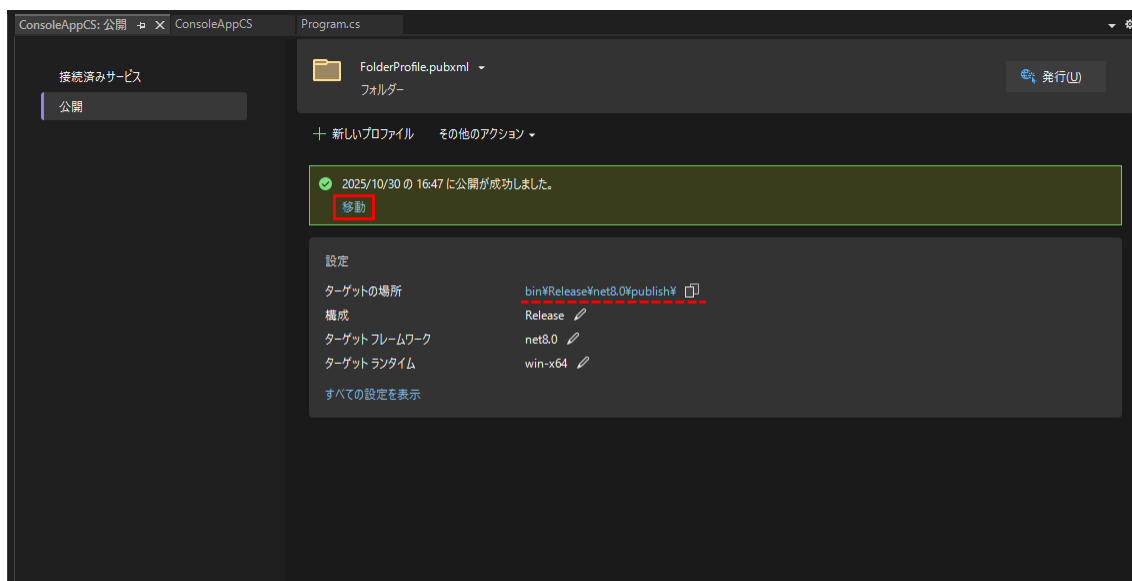 ConsoleAppCS: 公開 ConsoleAppCS Program.cs
接続済みサービス
公開
FolderProfile.pubxml
フォルダー
発行(U)
新しいプロファイル その他のアクション
2025/10/30 の 16:47 に公開が成功しました。
移動
設定
ターゲットの場所 bin¥Release¥net8.0¥publish¥
構成 Release
ターゲット フレームワーク net8.0
ターゲット ランタイム win-x64
すべての設定を表示